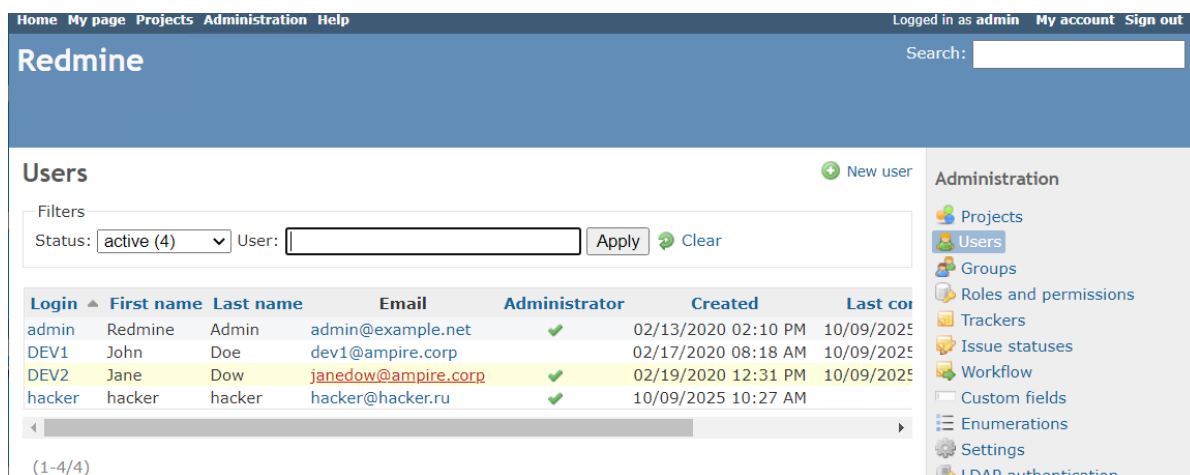 Home My page Projects Administration Help
Logged in as admin My account Sign out
Redmine
Search:
Users
New user
Filters
Status: active (4) User: Apply Clear
Login First name Last name Email Administrator Created Last con
admin Redmine Admin admin@example.net 02/13/2020 02:10 PM 10/09/2025
DEV1 John Doe dev1@ampire.corp 02/17/2020 08:18 AM 10/09/2025
DEV2 Jane Dow janedow@ampire.corp 02/19/2020 12:31 PM 10/09/2025
hacker hacker hacker hacker@hacker.ru 10/09/2025 10:27 AM
(1-4/4)
Administration
Projects
Users
Groups
Roles and permissions
Trackers
Issue statuses
Workflow
Custom fields
Enumerations
Settings
LDAP authentication